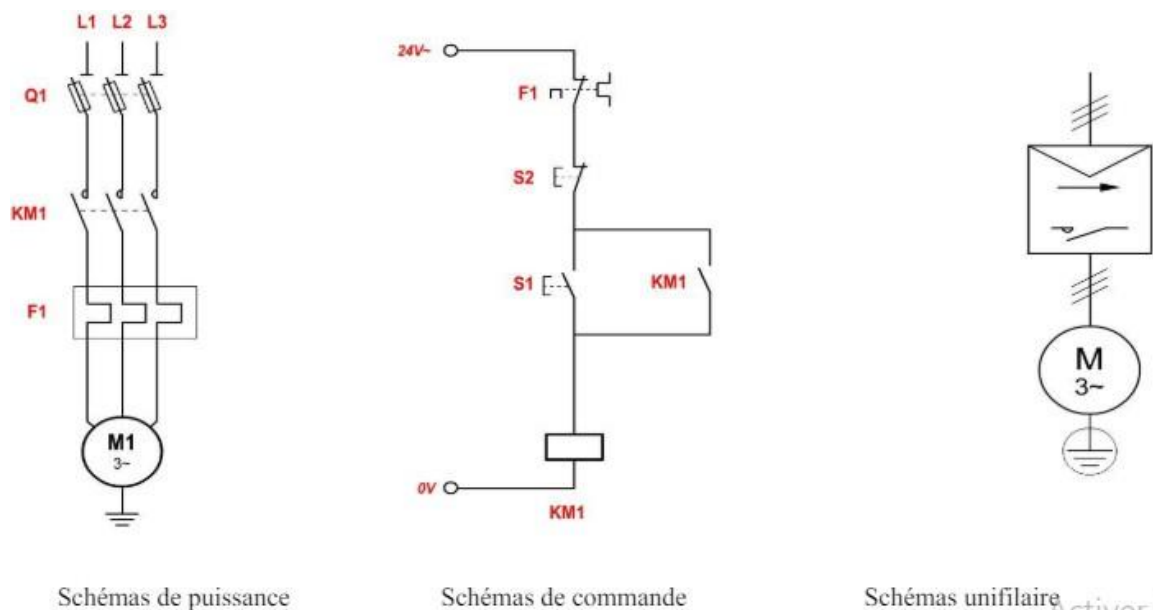 L1 L2 L3
Q1
KM1
F1
M1
3~
24V~
F1
S2
S1
KM1
0V
KM1
M
3~
Schémas de puissance
Schémas de commande
Schémas unifilaire
Activer